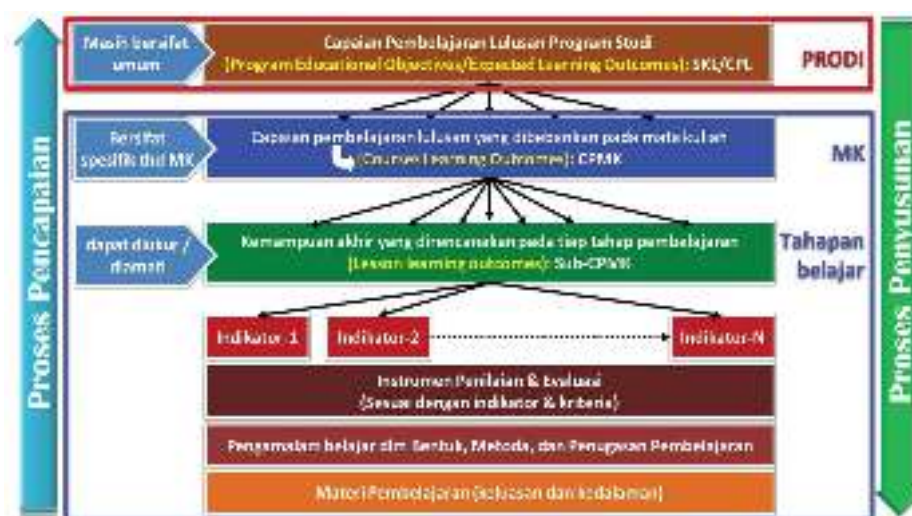 Proses Pencapaian
Masih bersifat
umum
Capaian Pembelajaran Lulusan Program Studi
(Program Educational Objectives/Expected Learning Outcomes): SKL/CPL
PRODI
Bersifat
spesifik thd MK
Capaian pembelajaran lulusan yang dibebankan pada mata kuliah
(Courses Learning Outcomes): CPMK
MK
dapat diukur /
diamati
Kemampuan akhir yang direncanakan pada tiap tahap pembelajaran
(Lesson learning outcomes): Sub-CPMK
Tahapan
belajar
Indikator-1
Indikator-2
Indikator-N
Instrumen Penilaian & Evaluasi
(Sesuai dengan indikator & kriteria)
Pengamalam belajar dlm Bentuk, Metoda, dan Penugasan Pembelajaran
Materi Pembelajaran (keluasan dan kedalaman)
Proses Penyusunan